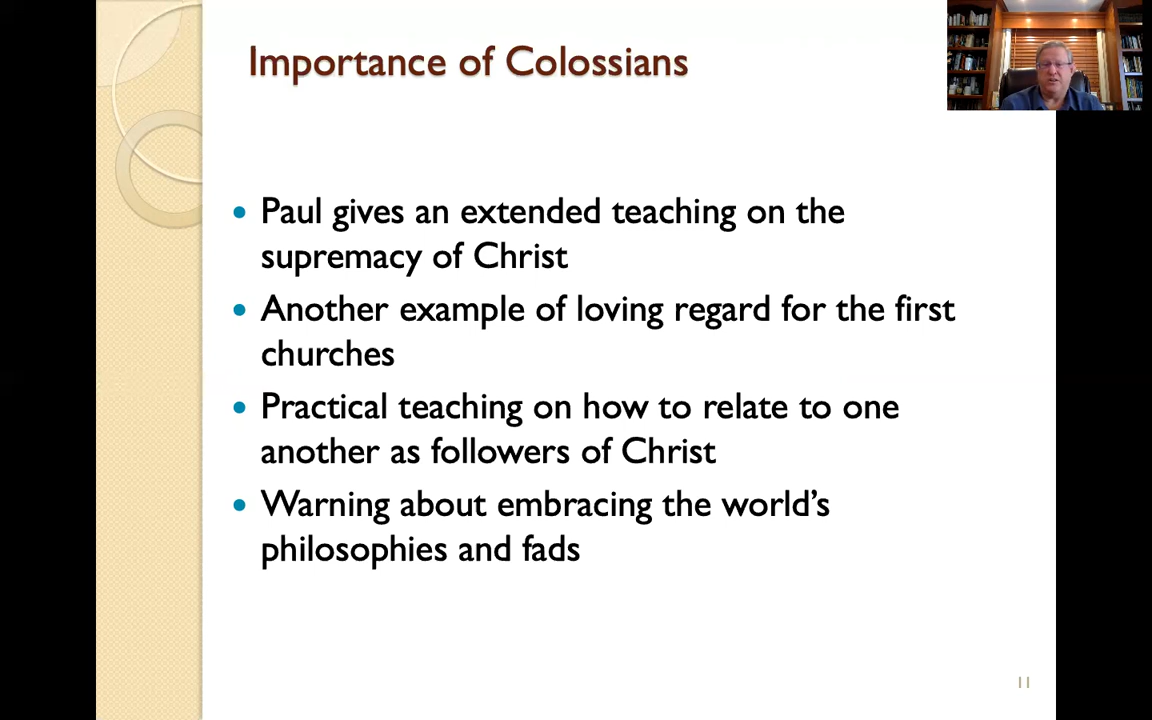 Importance of Colossians
• Paul gives an extended teaching on the
supremacy of Christ
• Another example of loving regard for the first
churches
• Practical teaching on how to relate to one
another as followers of Christ
• Warning about embracing the world’s
philosophies and fads
11